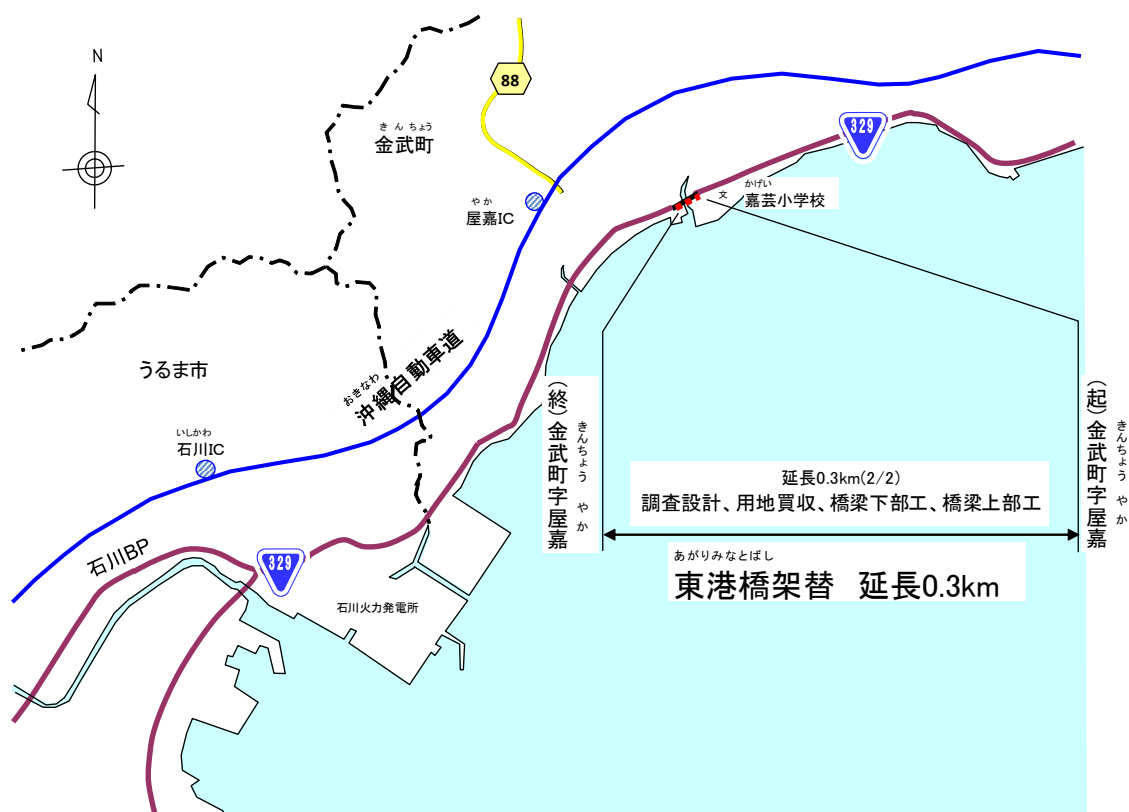 N
88
きんちょう
金武町
329
かげい
文
嘉芸小学校
やか
屋嘉IC
うるま市
おきなわ
沖縄自動車道
いしかわ
石川IC
(終)金武町字屋嘉
きんちょう やか
(起)金武町字屋嘉
きんちょう やか
延長0.3km(2/2)
調査設計、用地買収、橋梁下部工、橋梁上部工
あがりみなとばし
東港橋架替 延長0.3km
石川BP
329
石川火力発電所